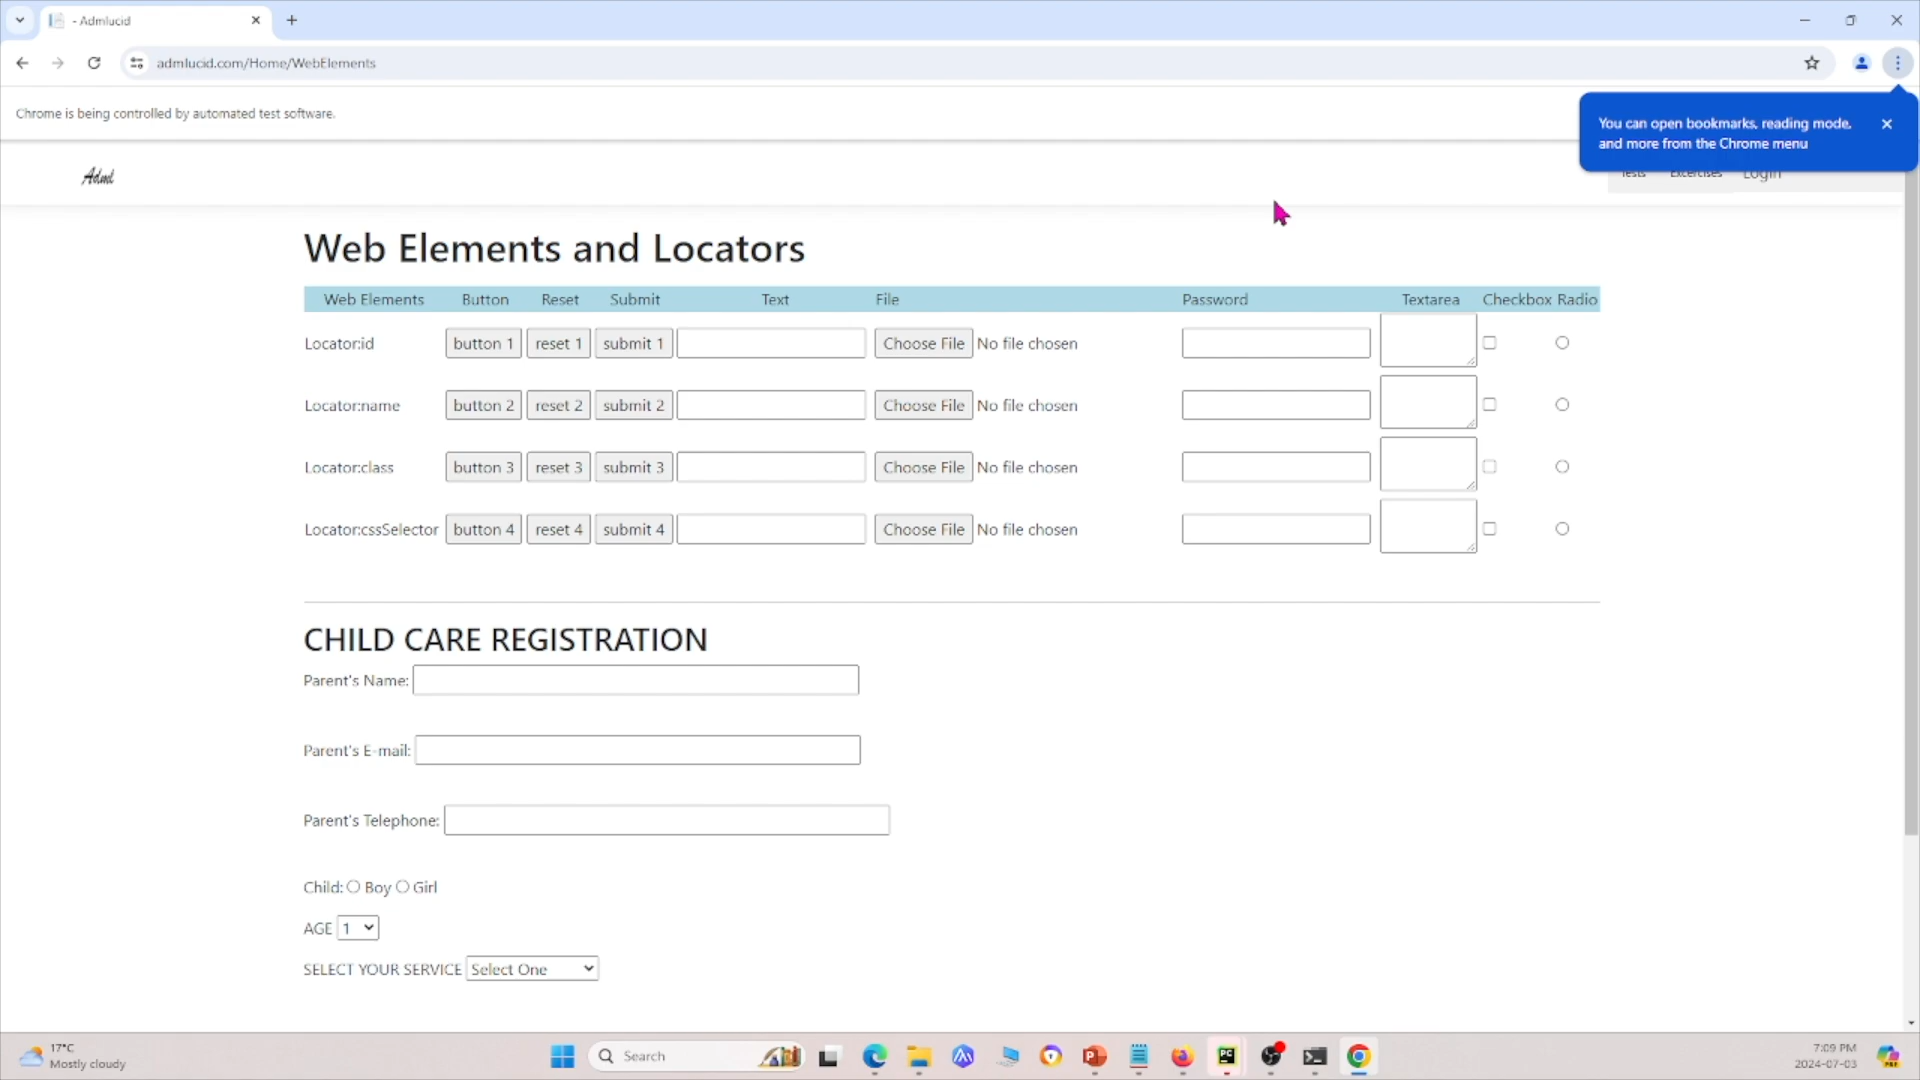 - Admlucid
admlucid.com/Home/WebElements
Chrome is being controlled by automated test software.
You can open bookmarks, reading mode,
and more from the Chrome menu
Adml
Tests Excercises Login
Web Elements and Locators
Web Elements Button Reset Submit Text File Password Textarea Checkbox Radio
Locator:id button 1 reset 1 submit 1 Choose File No file chosen
Locator:name button 2 reset 2 submit 2 Choose File No file chosen
Locator:class button 3 reset 3 submit 3 Choose File No file chosen
Locator:cssSelector button 4 reset 4 submit 4 Choose File No file chosen
CHILD CARE REGISTRATION
Parent's Name:
Parent's E-mail:
Parent's Telephone:
Child: Boy Girl
AGE 1
SELECT YOUR SERVICE Select One
17°C
Mostly cloudy
Search
7:09 PM
2024-07-03